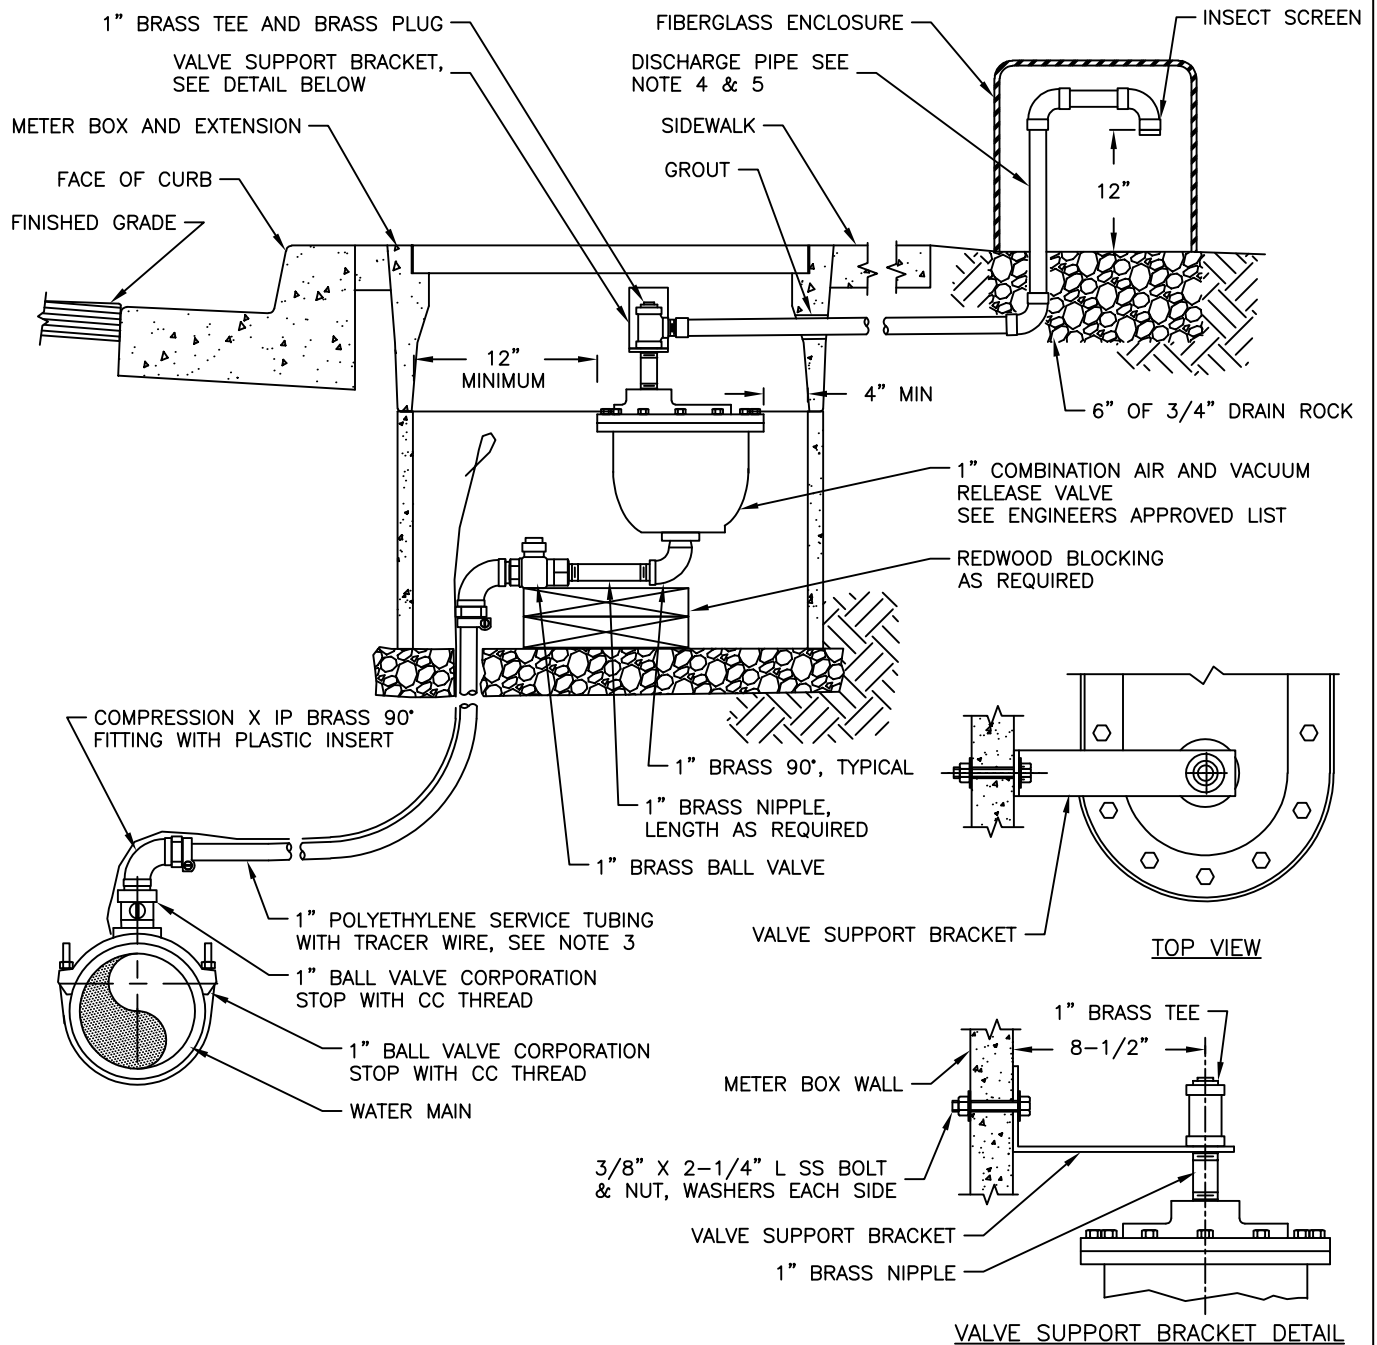 1” BRASS TEE AND BRASS PLUG
VALVE SUPPORT BRACKET,
SEE DETAIL BELOW
METER BOX AND EXTENSION
FACE OF CURB
FINISHED GRADE
FIBERGLASS ENCLOSURE
INSECT SCREEN
DISCHARGE PIPE SEE
NOTE 4 & 5
SIDEWALK
GROUT
12”
12”
MINIMUM
4” MIN
6” OF 3/4” DRAIN ROCK
1” COMBINATION AIR AND VACUUM
RELEASE VALVE
SEE ENGINEERS APPROVED LIST
REDWOOD BLOCKING
AS REQUIRED
COMPRESSION X IP BRASS 90°
FITTING WITH PLASTIC INSERT
1” BRASS 90°, TYPICAL
1” BRASS NIPPLE,
LENGTH AS REQUIRED
1” BRASS BALL VALVE
1” POLYETHYLENE SERVICE TUBING
WITH TRACER WIRE, SEE NOTE 3
1” BALL VALVE CORPORATION
STOP WITH CC THREAD
1” BALL VALVE CORPORATION
STOP WITH CC THREAD
WATER MAIN
VALVE SUPPORT BRACKET
TOP VIEW
1” BRASS TEE
8-1/2”
METER BOX WALL
3/8” X 2-1/4” L SS BOLT
& NUT, WASHERS EACH SIDE
VALVE SUPPORT BRACKET
1” BRASS NIPPLE
VALVE SUPPORT BRACKET DETAIL